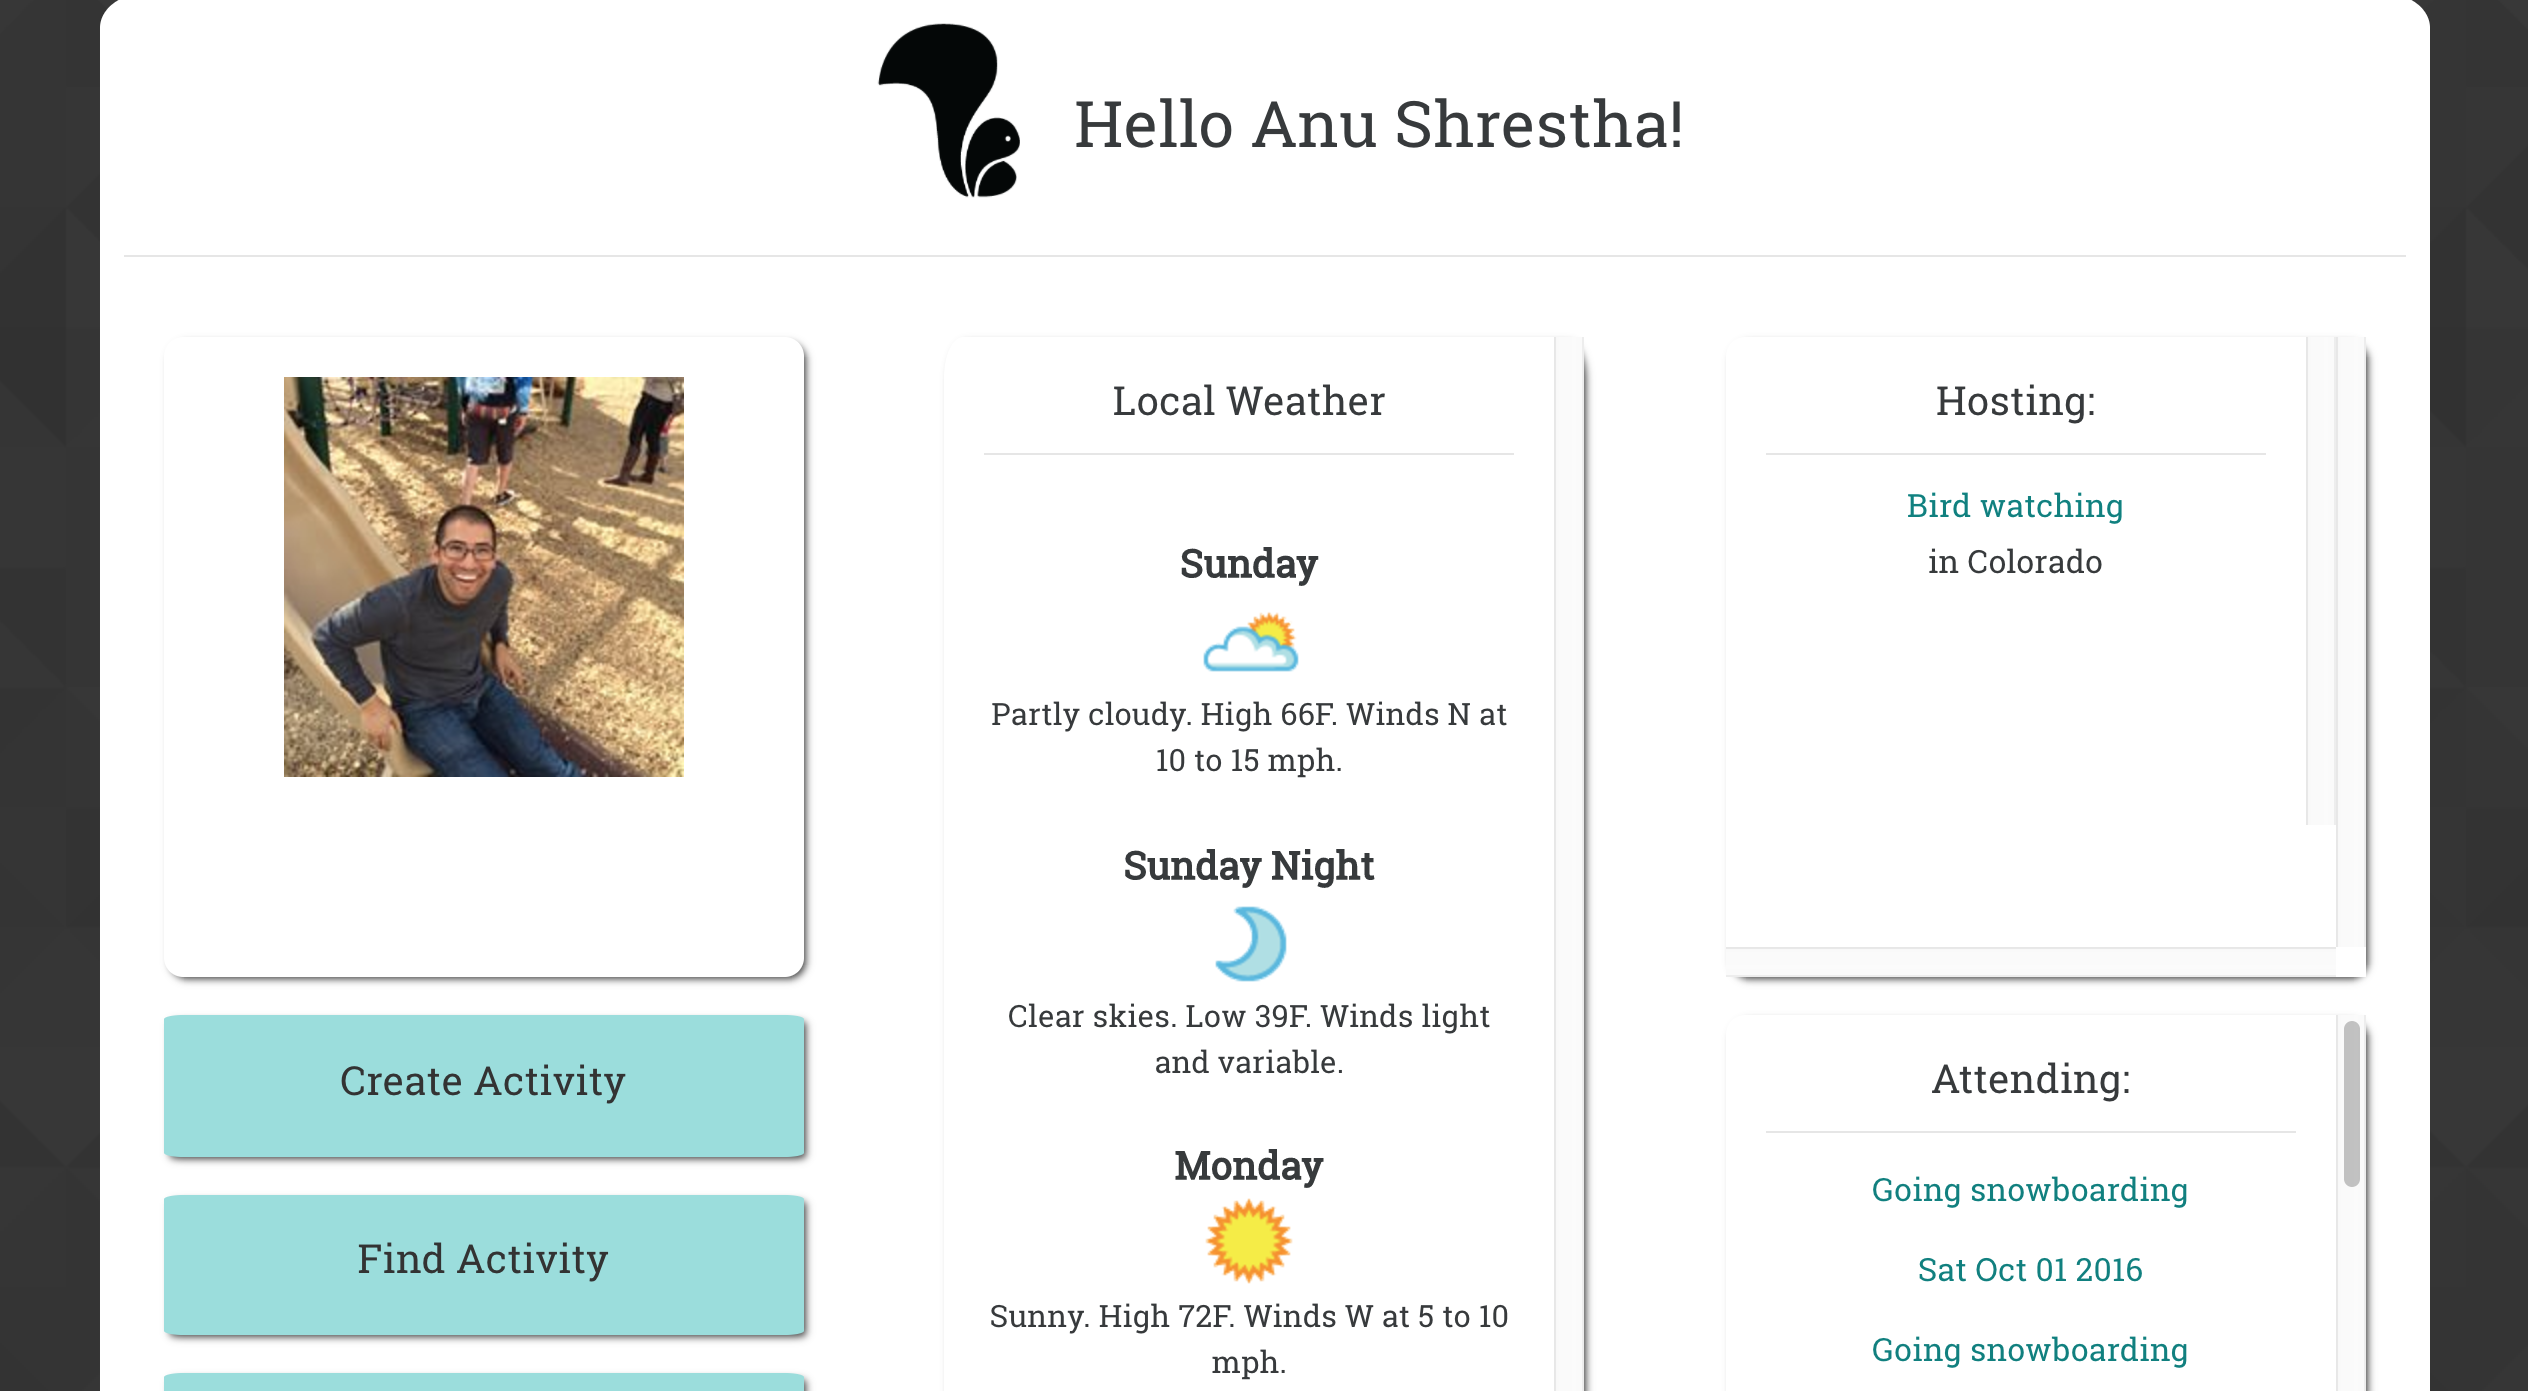 Hello Anu Shrestha!
Local Weather
Sunday
Partly cloudy. High 66F. Winds N at
10 to 15 mph.
Sunday Night
Clear skies. Low 39F. Winds light
and variable.
Monday
Sunny. High 72F. Winds W at 5 to 10
mph.
Create Activity
Find Activity
Hosting:
Bird watching
in Colorado
Attending:
Going snowboarding
Sat Oct 01 2016
Going snowboarding